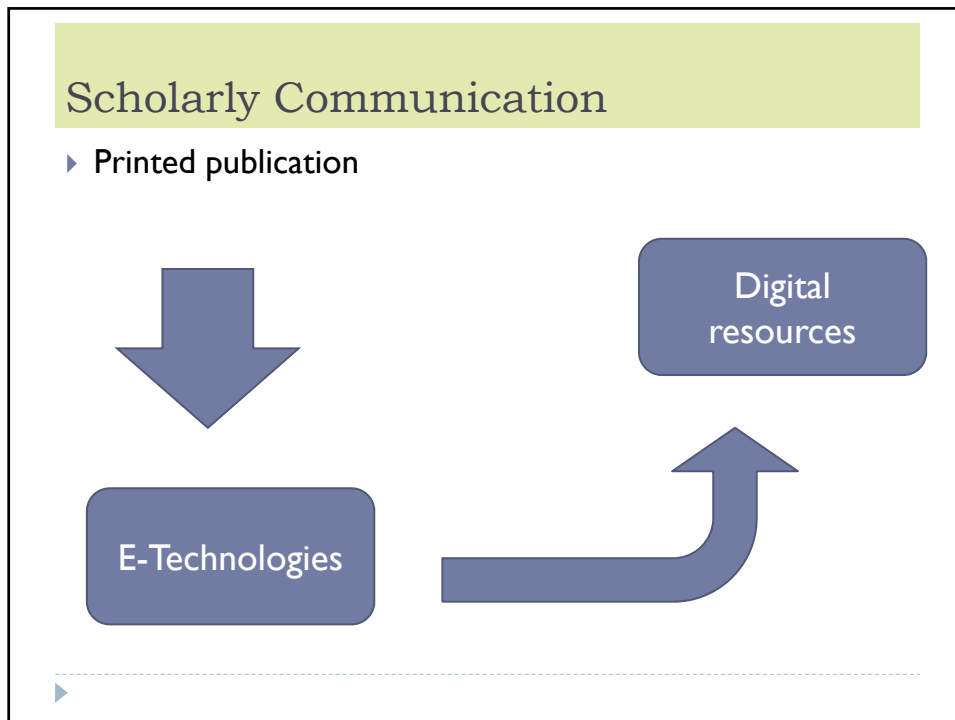 Scholarly Communication
Printed publication
Digital
resources
E-Technologies